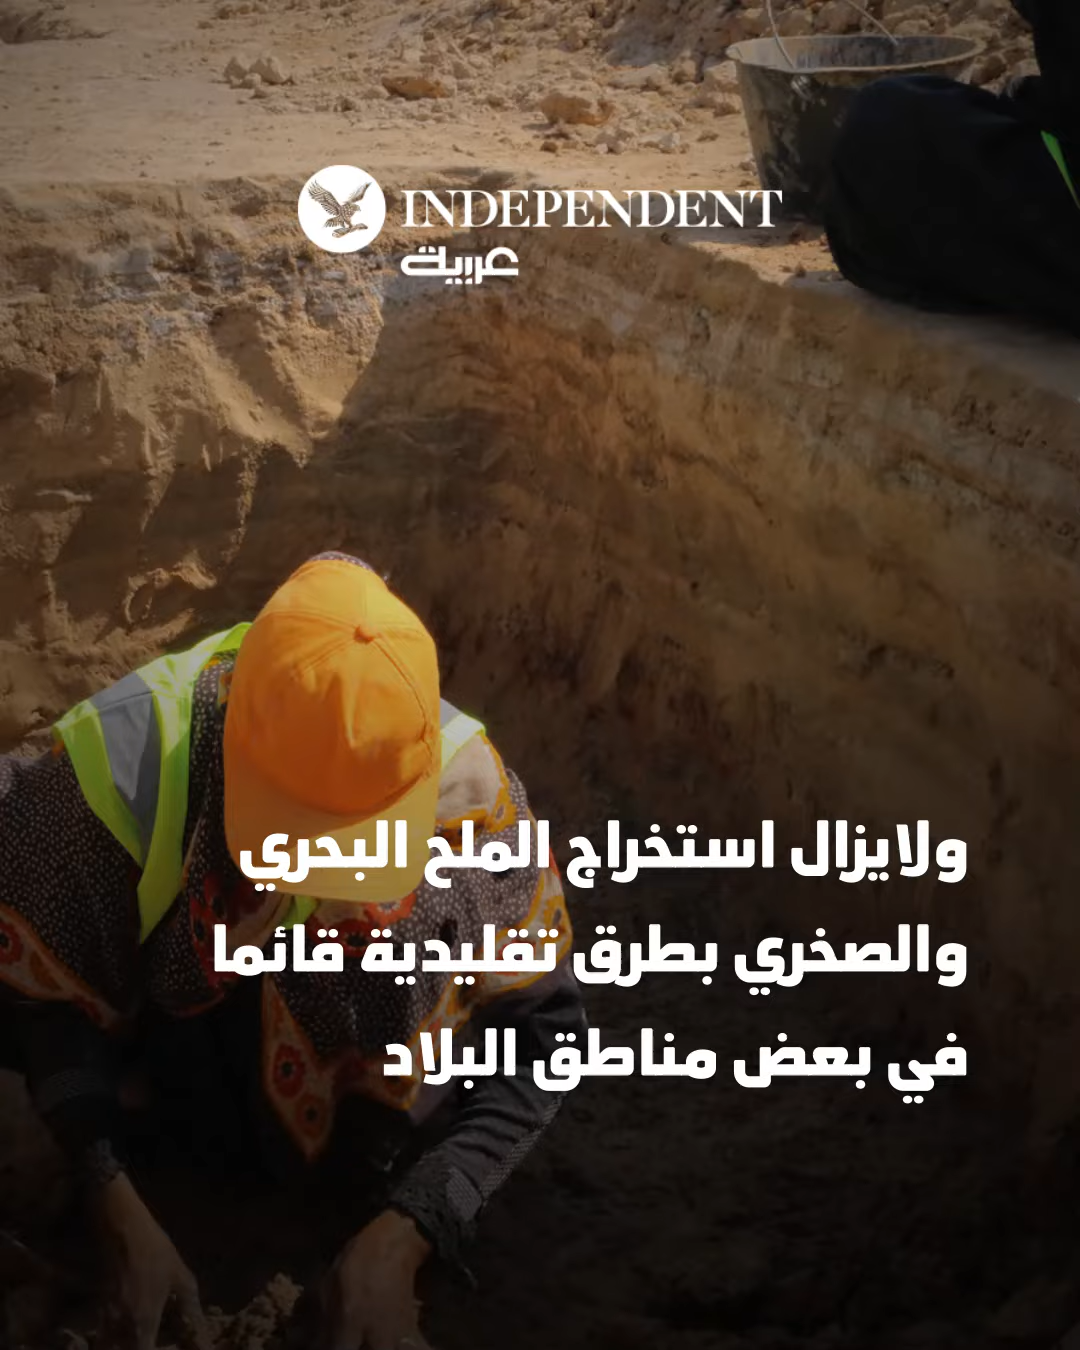 INDEPENDENT
عربية
ولايزال استخراج الملح البحري
والصخري بطرق تقليدية قائما
في بعض مناطق البلاد